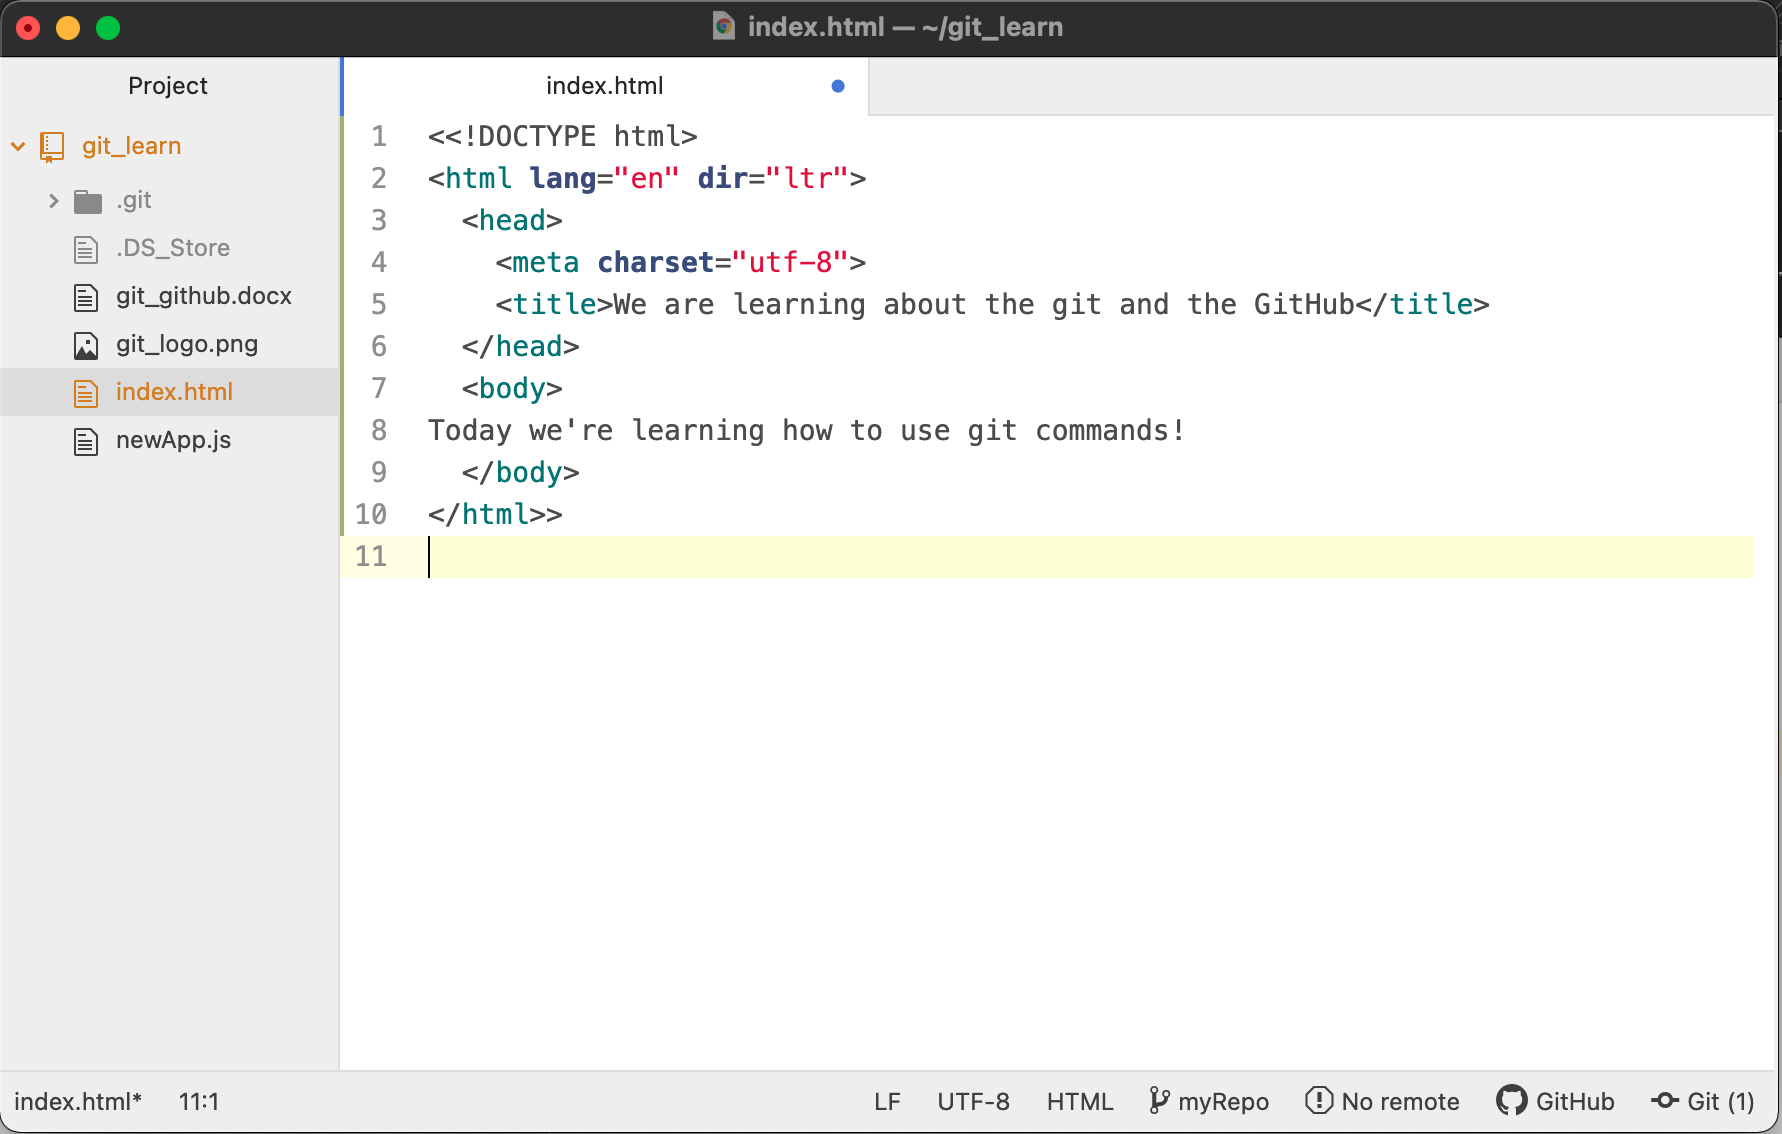 index.html — ~/git_learn
Project
index.html
git_learn
.git
.DS_Store
git_github.docx
git_logo.png
index.html
newApp.js
1 <<!DOCTYPE html>
2 <html lang="en" dir="ltr">
3   <head>
4     <meta charset="utf-8">
5     <title>We are learning about the git and the GitHub</title>
6   </head>
7   <body>
8 Today we're learning how to use git commands!
9   </body>
10 </html>>
11
index.html* 11:1 LF UTF-8 HTML myRepo No remote GitHub Git (1)